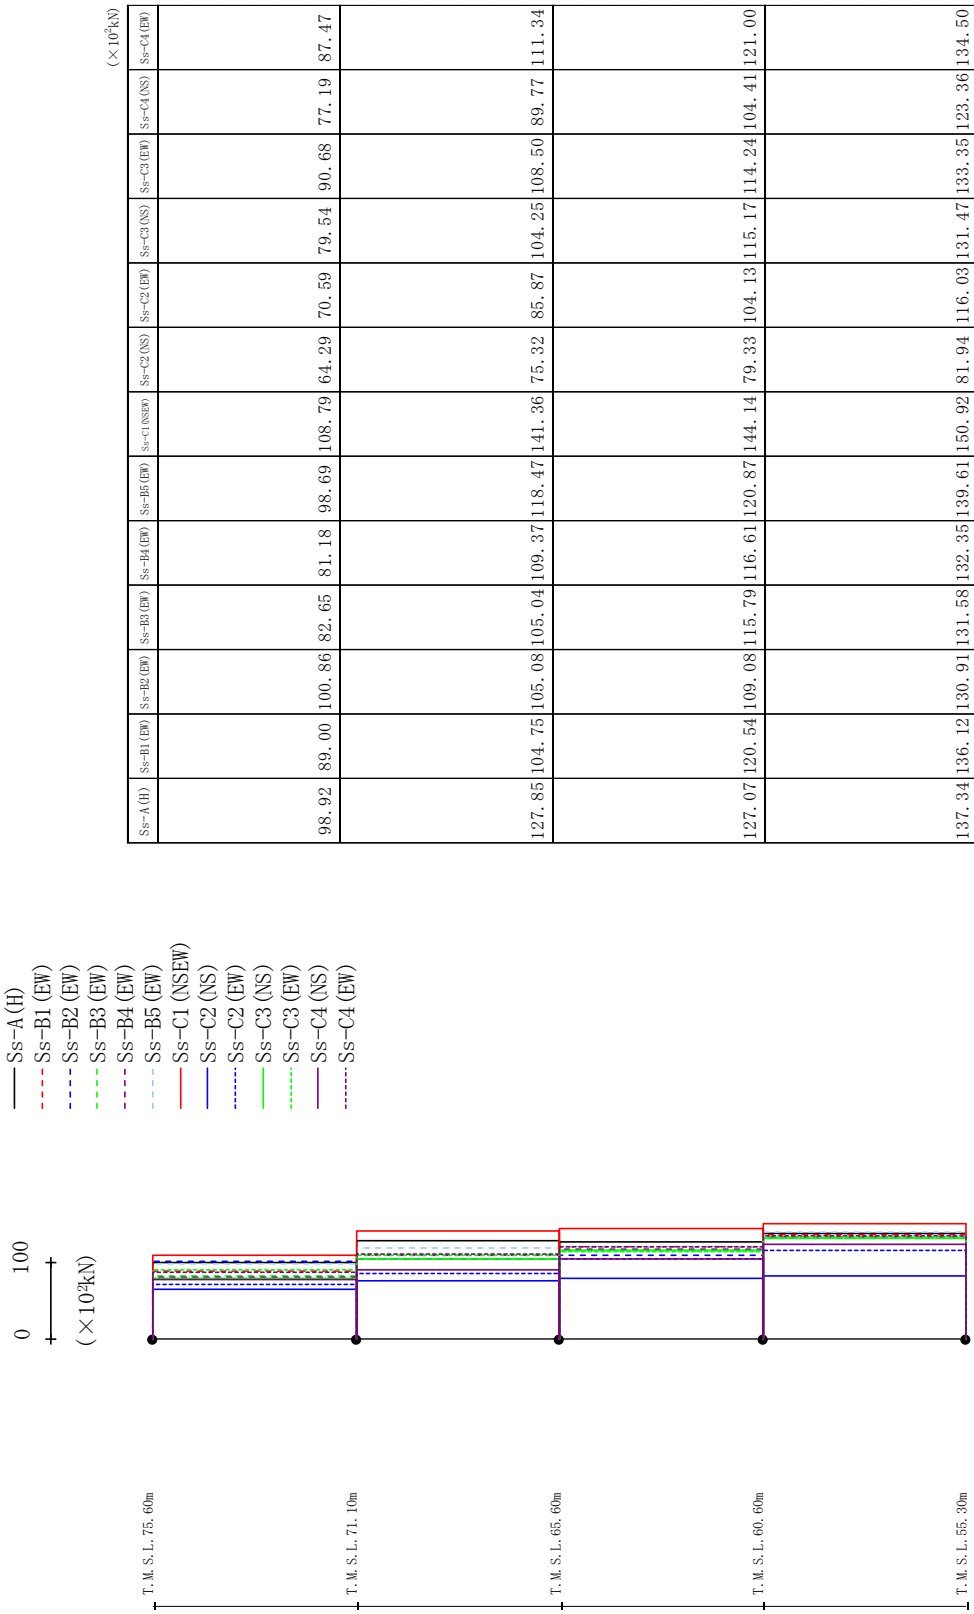 T.M.S.L.75.60m
T.M.S.L.71.10m
T.M.S.L.65.60m
T.M.S.L.60.60m
T.M.S.L.55.30m
0 100
(×10²kN)
Ss-A(H)
Ss-B1(EW)
Ss-B2(EW)
Ss-B3(EW)
Ss-B4(EW)
Ss-B5(EW)
Ss-C1(NSEW)
Ss-C2(NS)
Ss-C2(EW)
Ss-C3(NS)
Ss-C3(EW)
Ss-C4(NS)
Ss-C4(EW)
(×10²kN)
Ss-A(H) Ss-B1(EW) Ss-B2(EW) Ss-B3(EW) Ss-B4(EW) Ss-B5(EW) Ss-C1(NSEW) Ss-C2(NS) Ss-C2(EW) Ss-C3(NS) Ss-C3(EW) Ss-C4(NS) Ss-C4(EW)
98.92 89.00 100.86 82.65 81.18 98.69 108.79 64.29 70.59 79.54 90.68 77.19 87.47
127.85 104.75 105.08 105.04 109.37 118.47 141.36 75.32 85.87 104.25 108.50 89.77 111.34
127.07 120.54 109.08 115.79 116.61 120.87 144.14 79.33 104.13 115.17 114.24 104.41 121.00
137.34 136.12 130.91 131.58 132.35 139.61 150.92 81.94 116.03 131.47 133.35 123.36 134.50